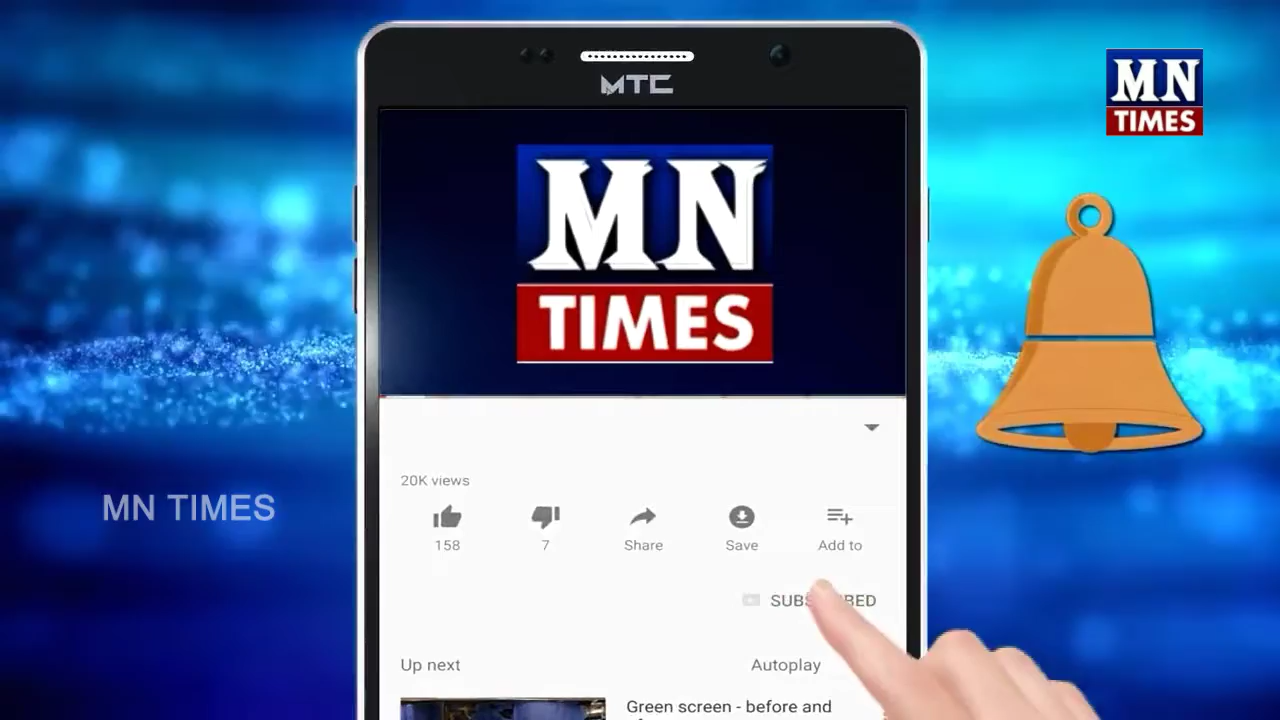 MTC
MN
TIMES
MN
TIMES
20K views
MN TIMES
158
7
Share
Save
Add to
SUBSCRIBED
Up next
Autoplay
Green screen - before and